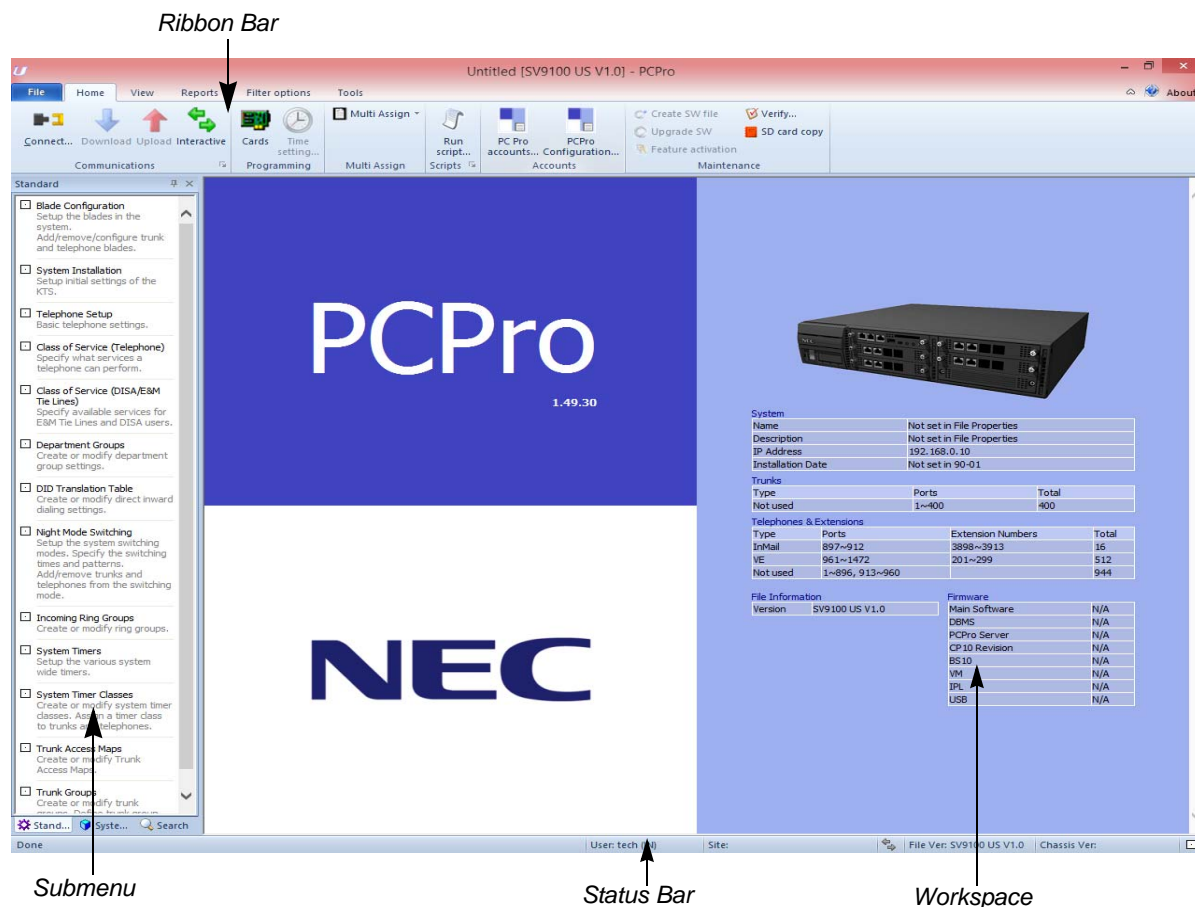 Ribbon Bar
Untitled [SV9100 US V1.0] - PCPro
File Home View Reports Filter options Tools About
Connect... Download Upload Interactive Cards Time setting... Multi Assign Run script... PC Pro accounts... PCPro Configuration... Create SW file Verify...
Upgrade SW SD card copy
Feature activation
Communications Programming Multi Assign Scripts Accounts Maintenance
Standard
Blade Configuration
Setup the blades in the
system.
Add/remove/configure trunk
and telephone blades.
System Installation
Setup initial settings of the
KTS.
Telephone Setup
Basic telephone settings.
Class of Service (Telephone)
Specify what services a
telephone can perform.
Class of Service (DISA/E&M
Tie Lines)
Specify available services for
E&M Tie Lines and DISA users.
Department Groups
Create or modify department
group settings.
DID Translation Table
Create or modify direct inward
dialing settings.
Night Mode Switching
Setup the system switching
modes. Specify the switching
times and patterns.
Add/remove trunks and
telephones from the switching
mode.
Incoming Ring Groups
Create or modify ring groups.
System Timers
Setup the various system
wide timers.
System Timer Classes
Create or modify system timer
classes. Assign a timer class
to trunks and telephones.
Trunk Access Maps
Create or modify Trunk
Access Maps.
Trunk Groups
Create or modify trunk
Stand... Syste... Search
PCPro
1.49.30
NEC
System
Name Not set in File Properties
Description Not set in File Properties
IP Address 192.168.0.10
Installation Date Not set in 90-01
Trunks
Type Ports Total
Not used 1~400 400
Telephones & Extensions
Type Ports Extension Numbers Total
InMail 897~912 3898~3913 16
VE 961~1472 201~299 512
Not used 1~896, 913~960 944
File Information
Version SV9100 US V1.0
Firmware
Main Software N/A
DBMS N/A
PCPro Server N/A
CP10 Revision N/A
BS10 N/A
VM N/A
IPL N/A
USB N/A
Done User: tech (IN) Site: File Ver: SV9100 US V1.0 Chassis Ver:
Submenu Status Bar Workspace